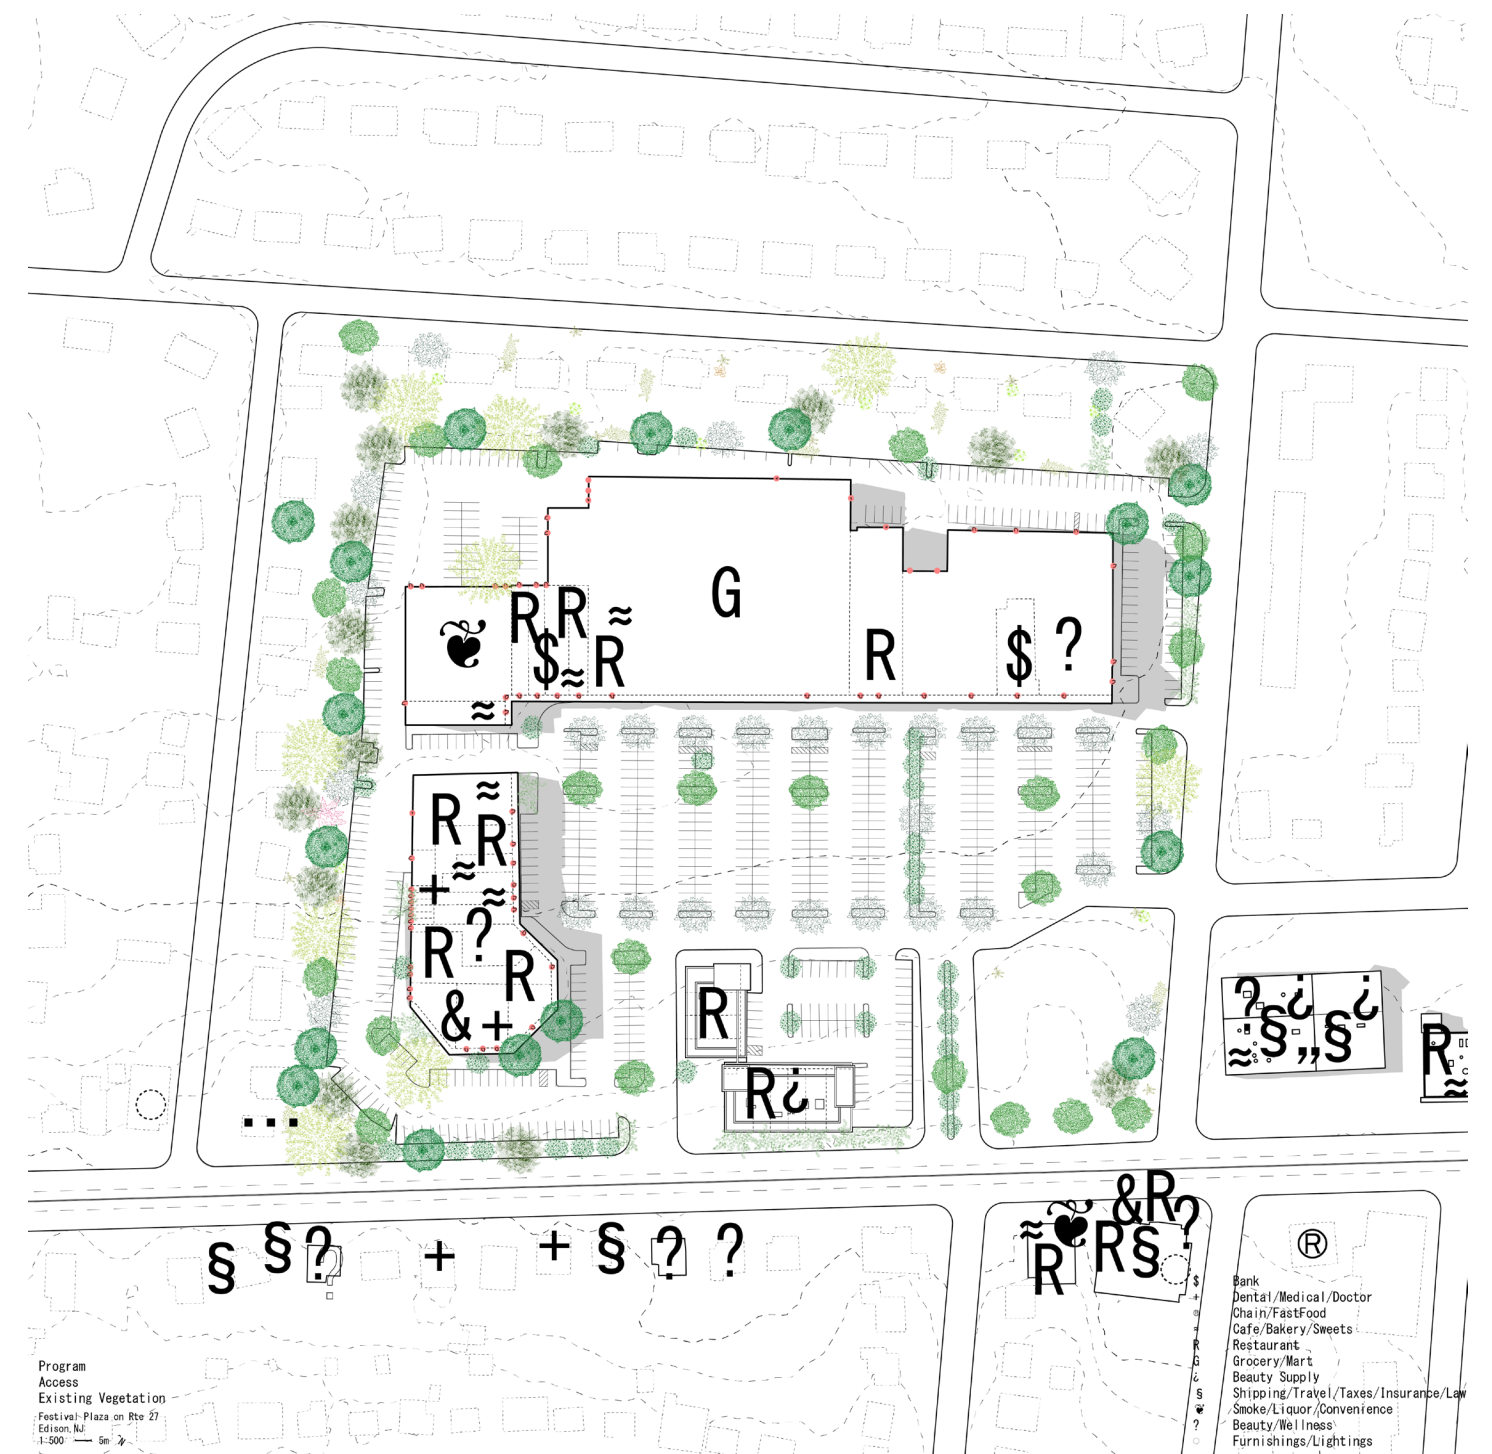 G
R R ≈
❦ $ ≈ R R $ ?
≈
R ≈
R
+ ≈ ≈
R ? R
& +
R
R ¿
? ¿ ¿
≈ § „ §
R
≈
...
& R
≈ ❦ R § ?
R
§ § ? + + § ? ?
®
$ Bank
+ Dental/Medical/Doctor
® Chain/FastFood
≈ Cafe/Bakery/Sweets
R Restaurant
G Grocery/Mart
¿ Beauty Supply
§ Shipping/Travel/Taxes/Insurance/Law
❦ Smoke/Liquor/Convenience
? Beauty/Wellness
Furnishings/Lightings
Program
Access
Existing Vegetation
Festival Plaza on Rte 27
Edison,NJ
1:500 5m N